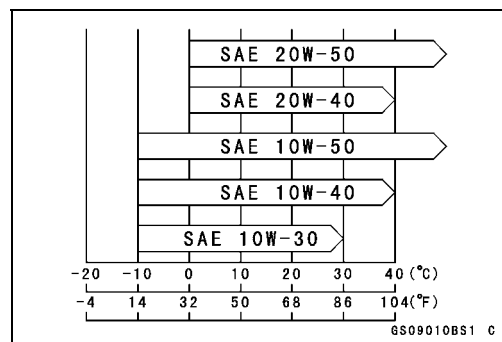 SAE 20W-50
SAE 20W-40
SAE 10W-50
SAE 10W-40
SAE 10W-30
-20 -10 0 10 20 30 40 (°C)
-4 14 32 50 68 86 104(°F)
GS09010BS1 C